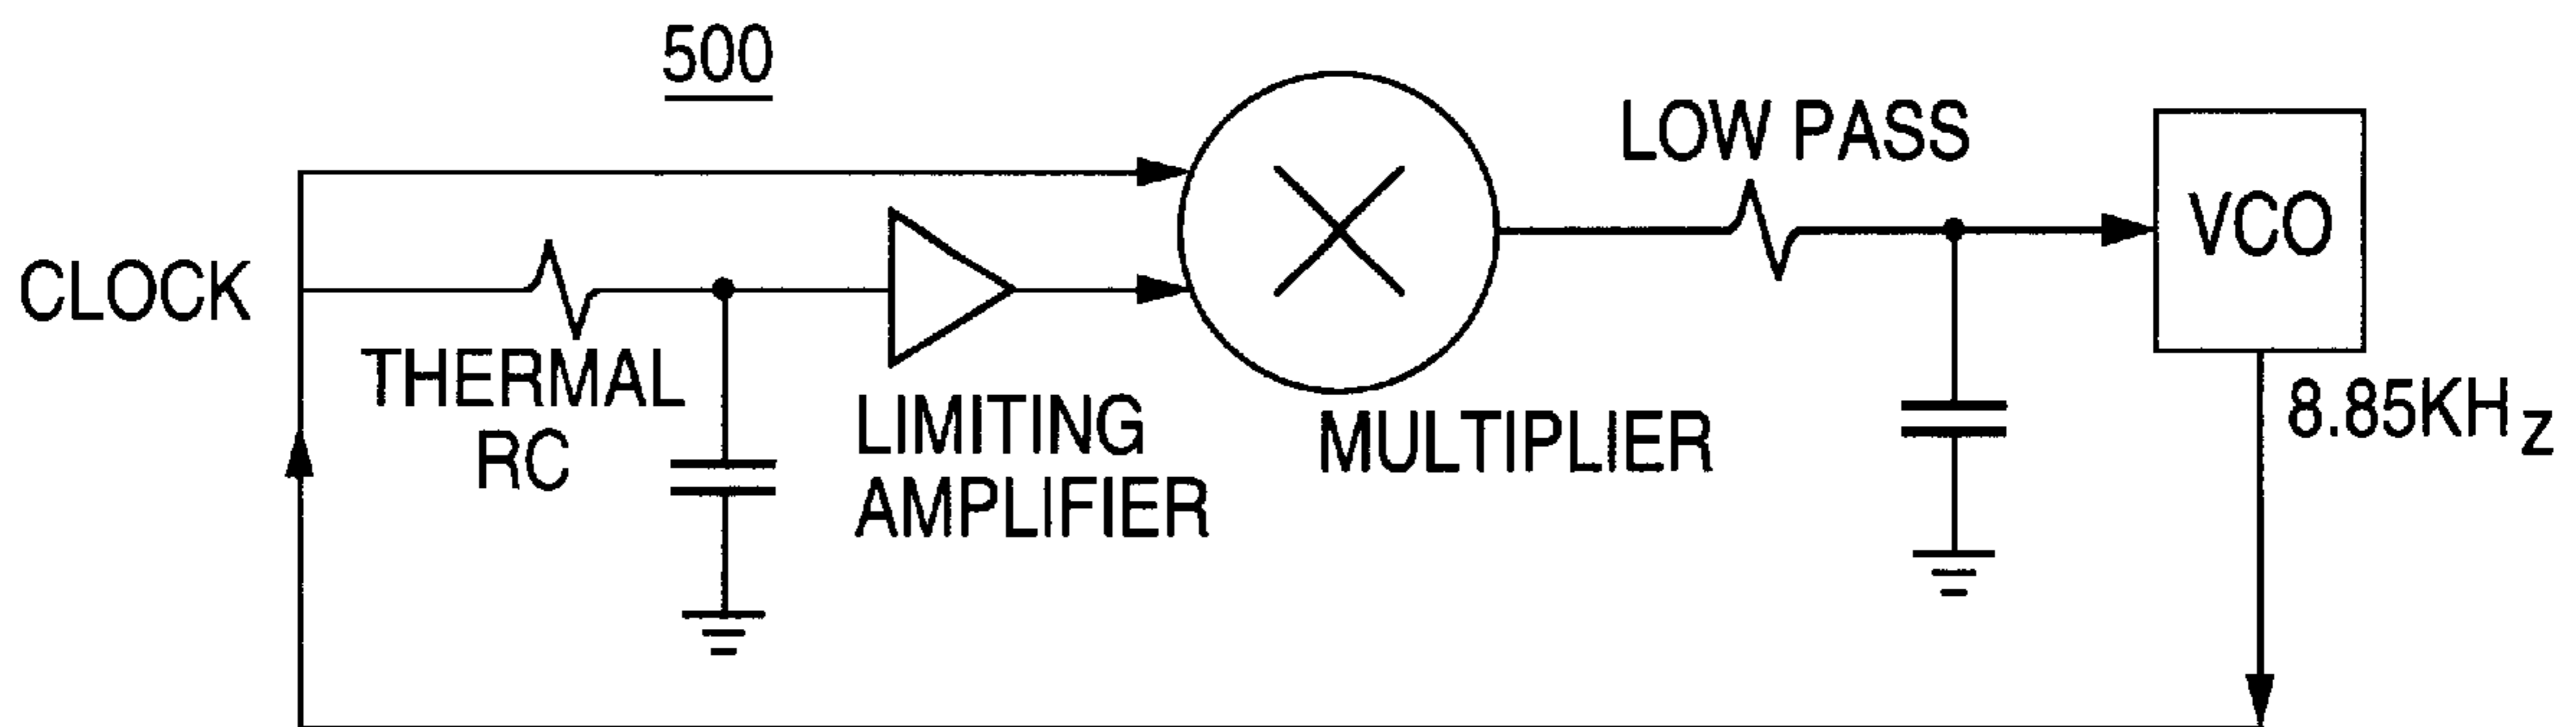 500
LOW PASS
VCO
CLOCK
THERMAL
RC
LIMITING
AMPLIFIER
MULTIPLIER
8.85KHZ